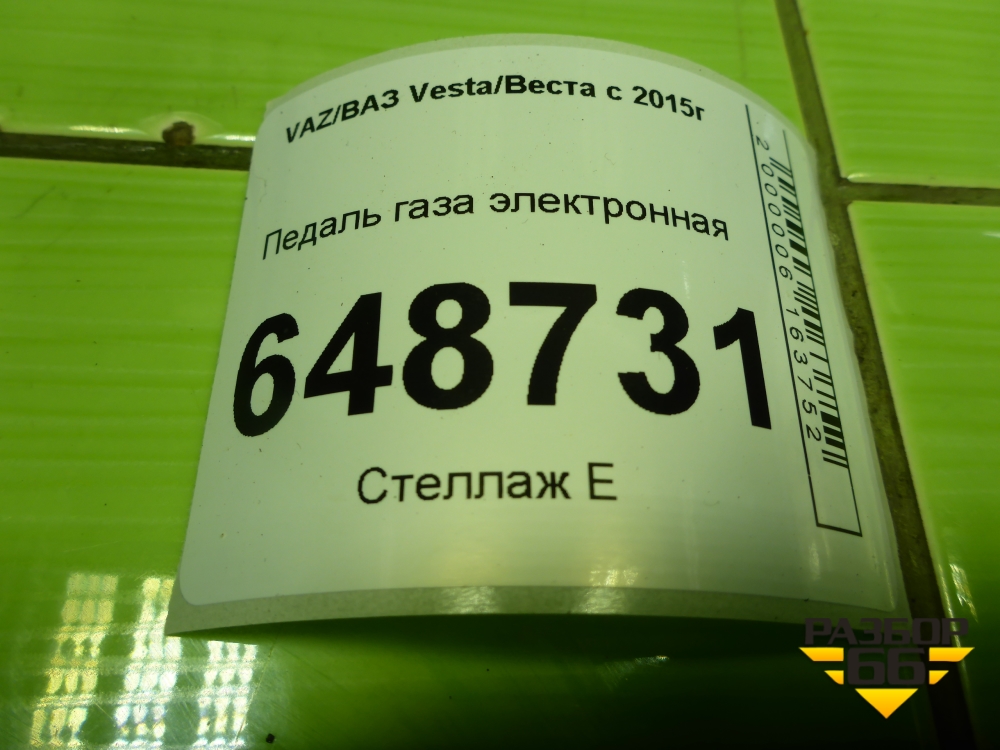 VAZ/ВАЗ Vesta/Веста с 2015г
Педаль газа электронная
648731
Стеллаж Е
2000006163752
РАЗБОР
66